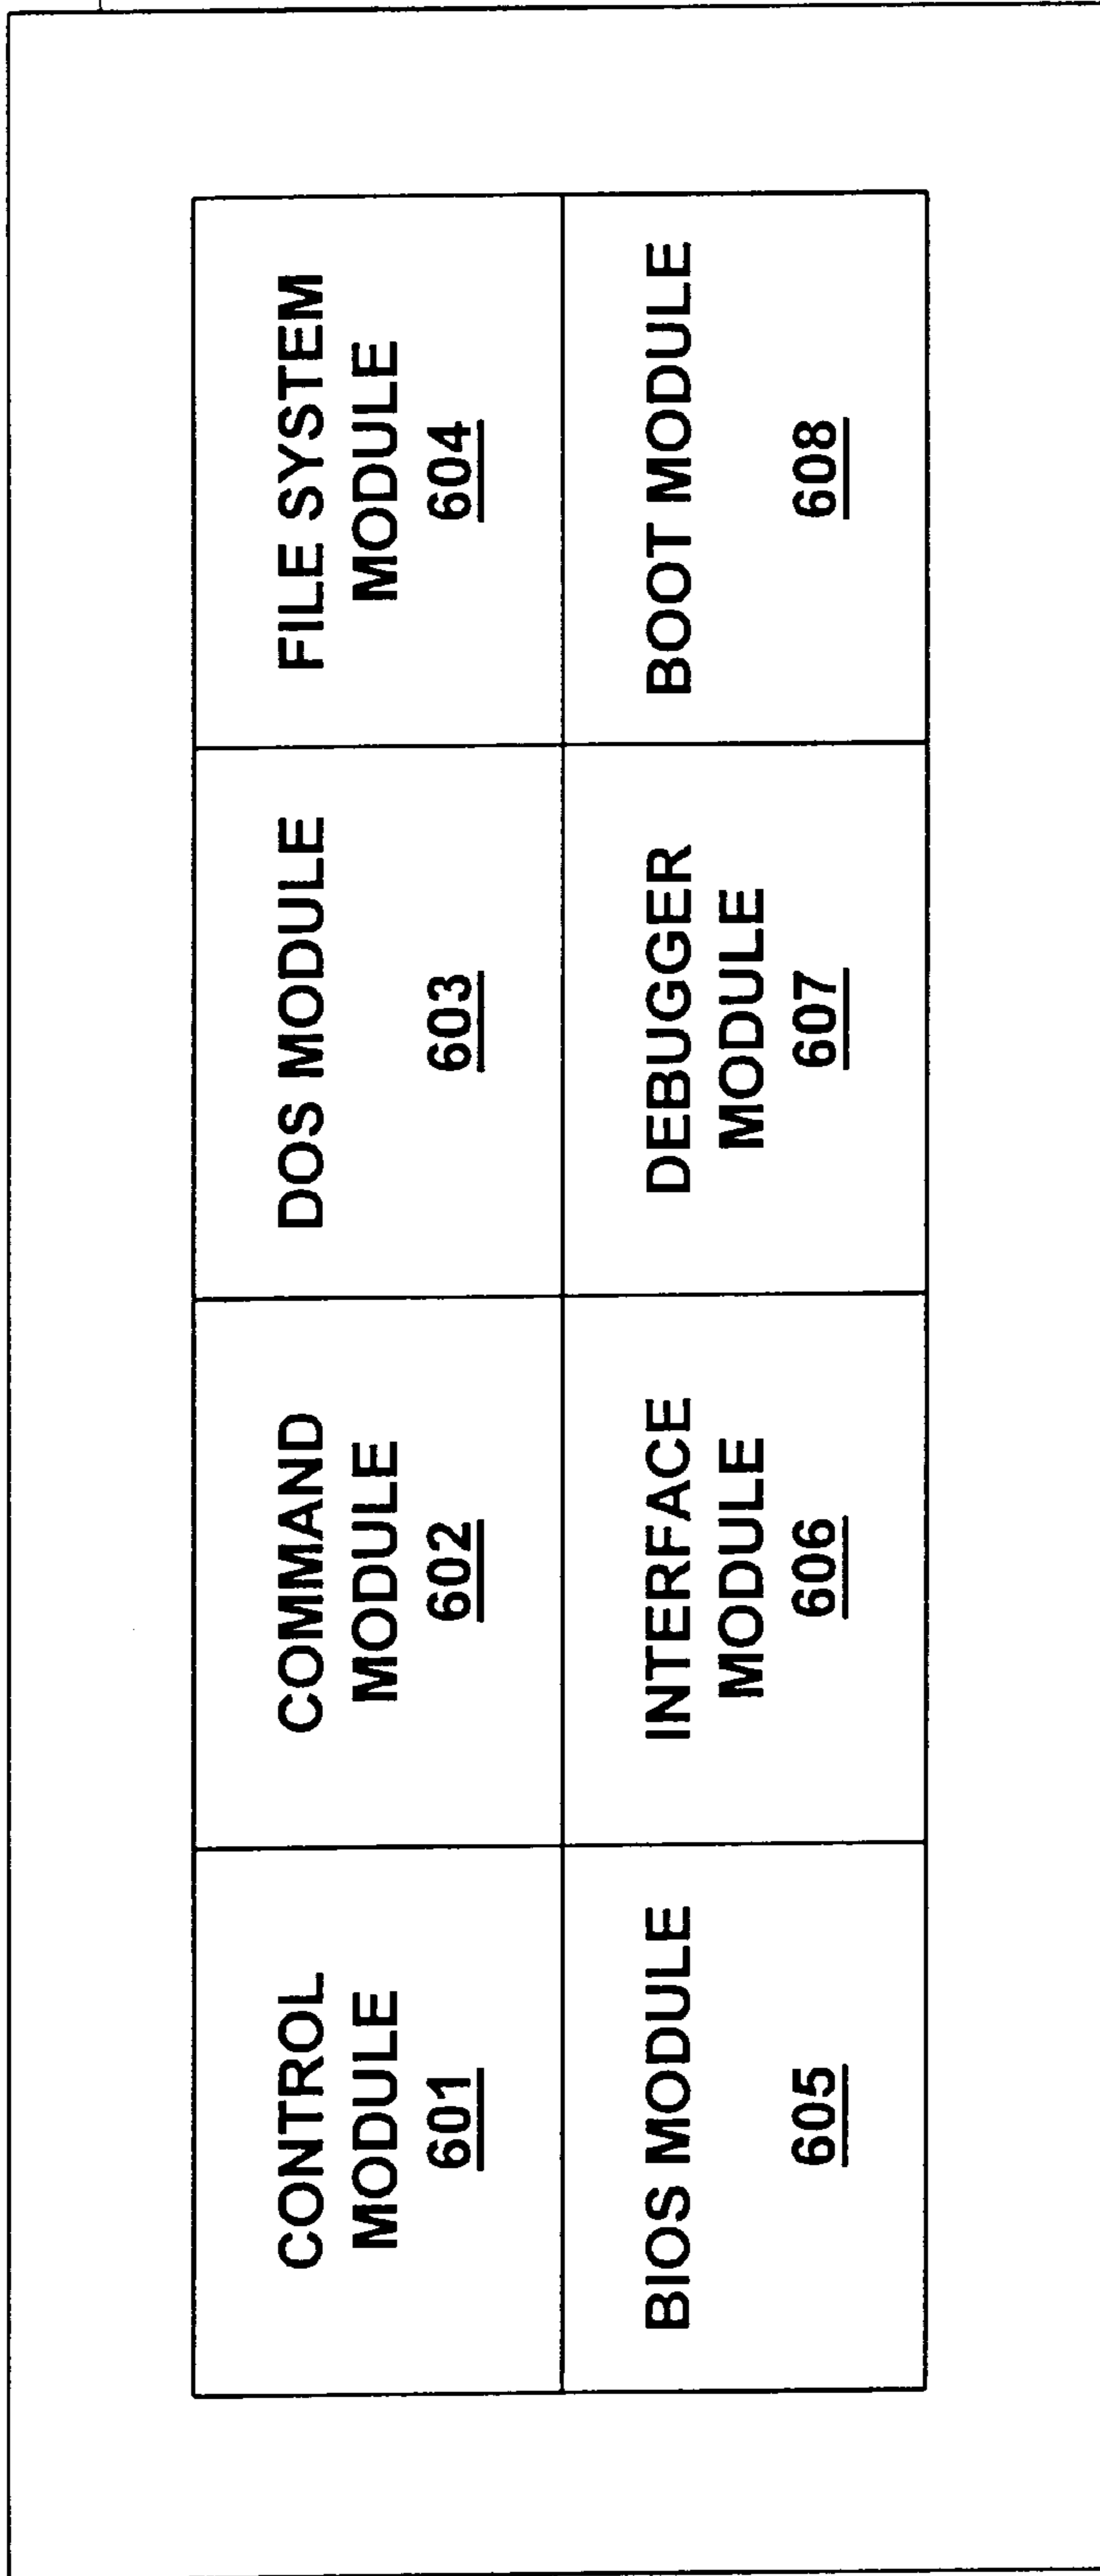 CONTROL
MODULE
601
COMMAND
MODULE
602
DOS MODULE
603
FILE SYSTEM
MODULE
604
BIOS MODULE
605
INTERFACE
MODULE
606
DEBUGGER
MODULE
607
BOOT MODULE
608